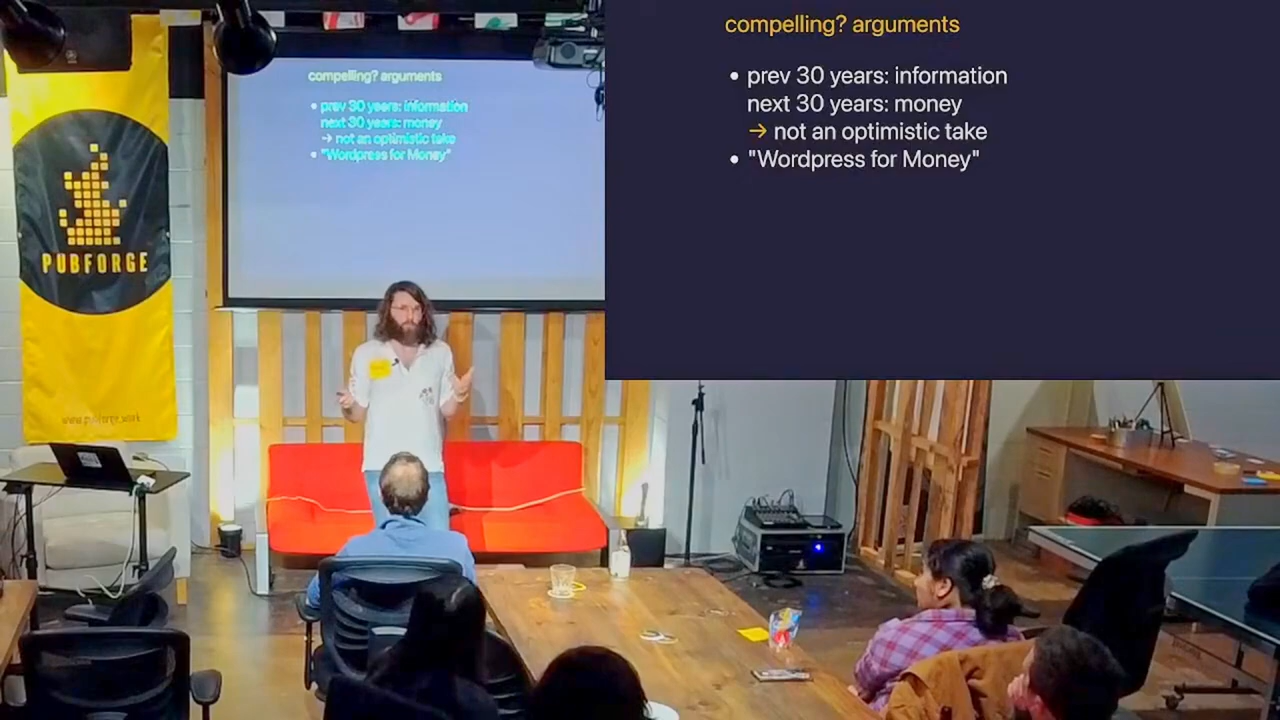 compelling? arguments
• prev 30 years: information
next 30 years: money
→ not an optimistic take
• "Wordpress for Money"
compelling? arguments
• prev 30 years: information
next 30 years: money
→ not an optimistic take
• "Wordpress for Money"
PUBFORGE